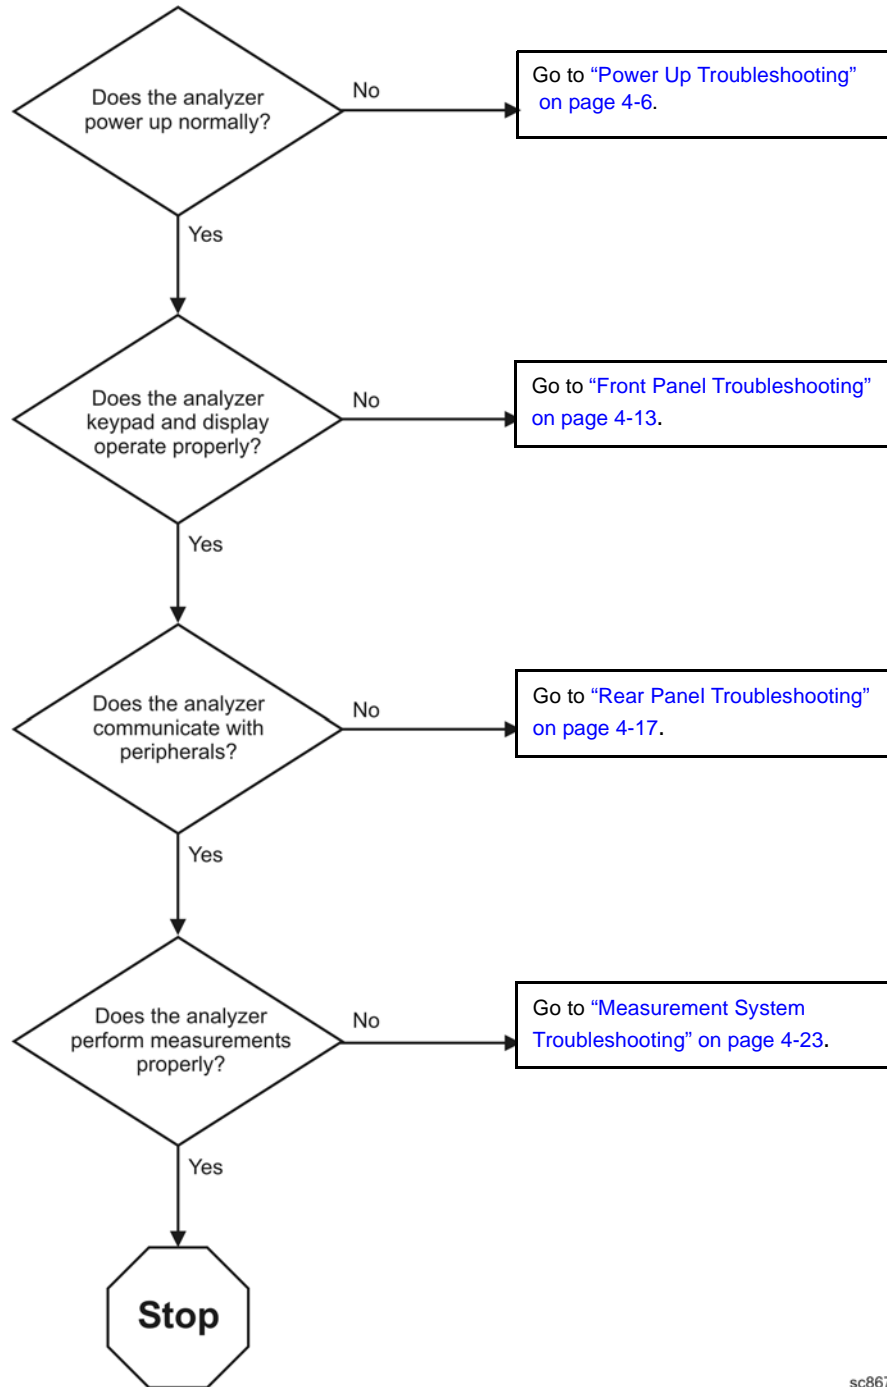 Does the analyzer
power up normally?
No
Go to “Power Up Troubleshooting”
on page 4-6.
Yes
Does the analyzer
keypad and display
operate properly?
No
Go to “Front Panel Troubleshooting”
on page 4-13.
Yes
Does the analyzer
communicate with
peripherals?
No
Go to “Rear Panel Troubleshooting”
on page 4-17.
Yes
Does the analyzer
perform measurements
properly?
No
Go to “Measurement System
Troubleshooting” on page 4-23.
Yes
Stop